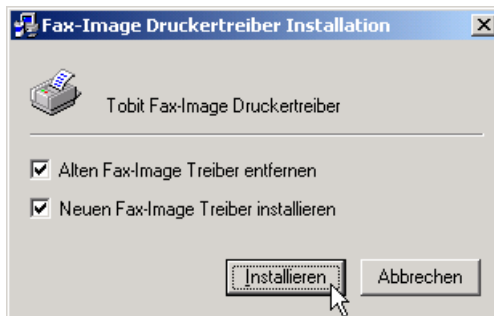 Fax-Image Druckertreiber Installation
Tobit Fax-Image Druckertreiber
Alten Fax-Image Treiber entfernen
Neuen Fax-Image Treiber installieren
Installieren Abbrechen